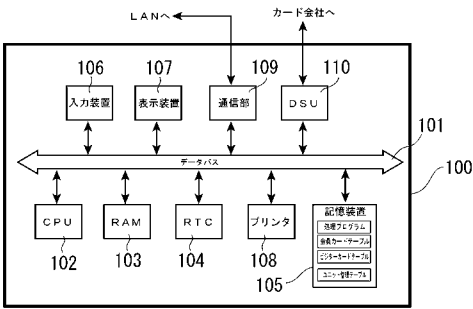 LANへ
カード会社へ
106
107
109
110
入力装置
表示装置
通信部
DSU
101
データバス
100
CPU
RAM
RTC
プリンタ
記憶装置
処理プログラム
会員カードテーブル
ビジターカードテーブル
ユニット管理テーブル
102
103
104
108
105